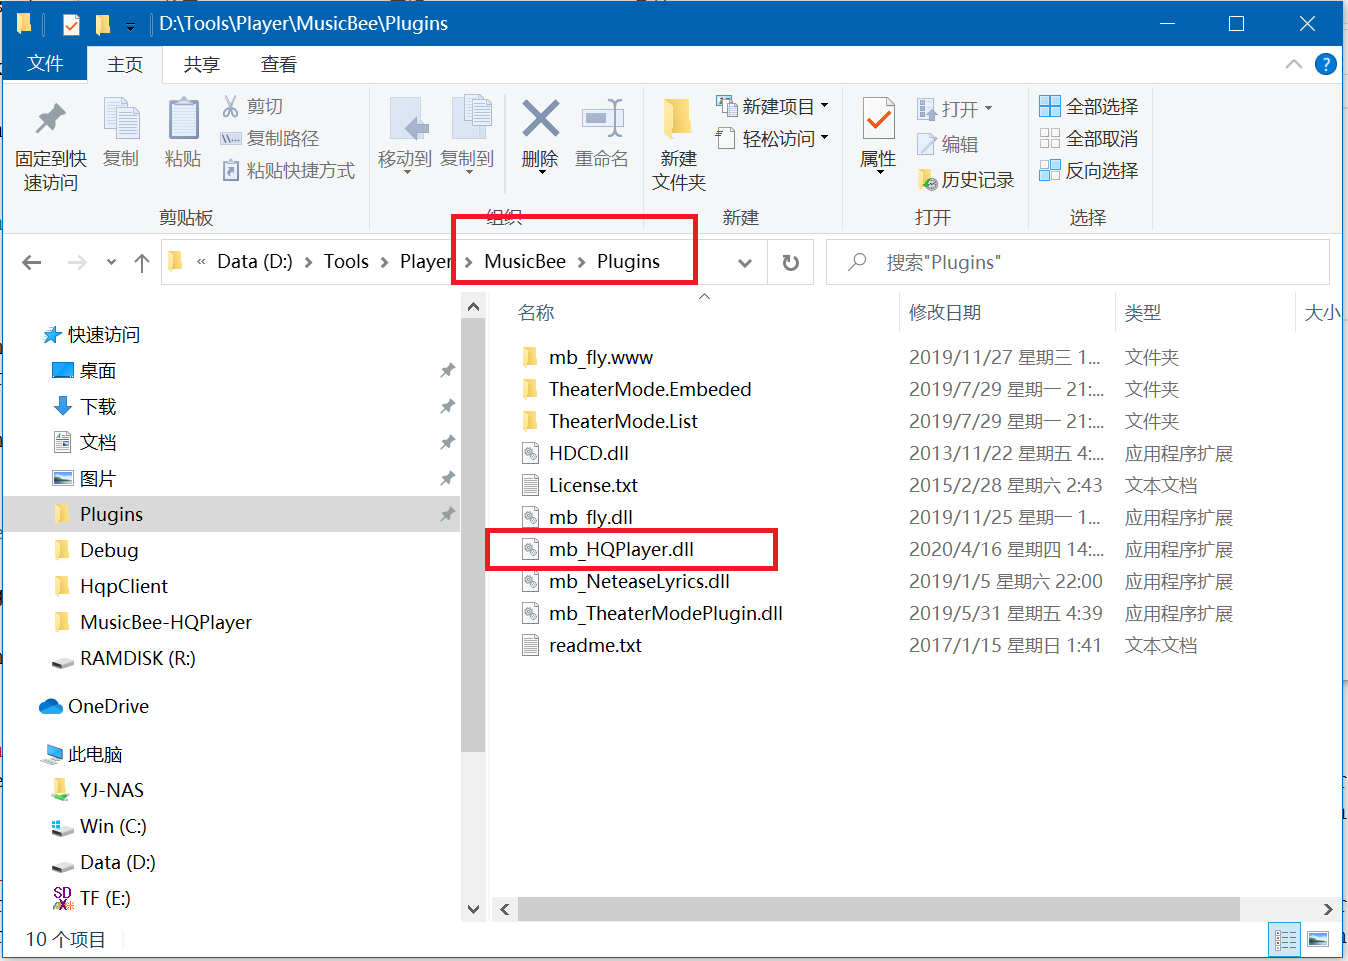 D:\Tools\Player\MusicBee\Plugins
文件 主页 共享 查看
固定到快速访问
复制
粘贴
剪切
复制路径
粘贴快捷方式
剪贴板
移动到
复制到
删除
重命名
组织
新建文件夹
新建项目
轻松访问
新建
属性
打开
编辑
历史记录
打开
全部选择
全部取消
反向选择
选择
« Data (D:) > Tools > Player > MusicBee > Plugins
搜索"Plugins"
快速访问
桌面
下载
文档
图片
Plugins
Debug
HqpClient
MusicBee-HQPlayer
RAMDISK (R:)
OneDrive
此电脑
YJ-NAS
Win (C:)
Data (D:)
TF (E:)
名称 修改日期 类型 大小
mb_fly.www 2019/11/27 星期三 1... 文件夹
TheaterMode.Embeded 2019/7/29 星期一 21:... 文件夹
TheaterMode.List 2019/7/29 星期一 21:... 文件夹
HDCD.dll 2013/11/22 星期五 4:... 应用程序扩展
License.txt 2015/2/28 星期六 2:43 文本文档
mb_fly.dll 2019/11/25 星期一 1... 应用程序扩展
mb_HQPlayer.dll 2020/4/16 星期四 14:... 应用程序扩展
mb_NeteaseLyrics.dll 2019/1/5 星期六 22:00 应用程序扩展
mb_TheaterModePlugin.dll 2019/5/31 星期五 4:39 应用程序扩展
readme.txt 2017/1/15 星期日 1:41 文本文档
10 个项目